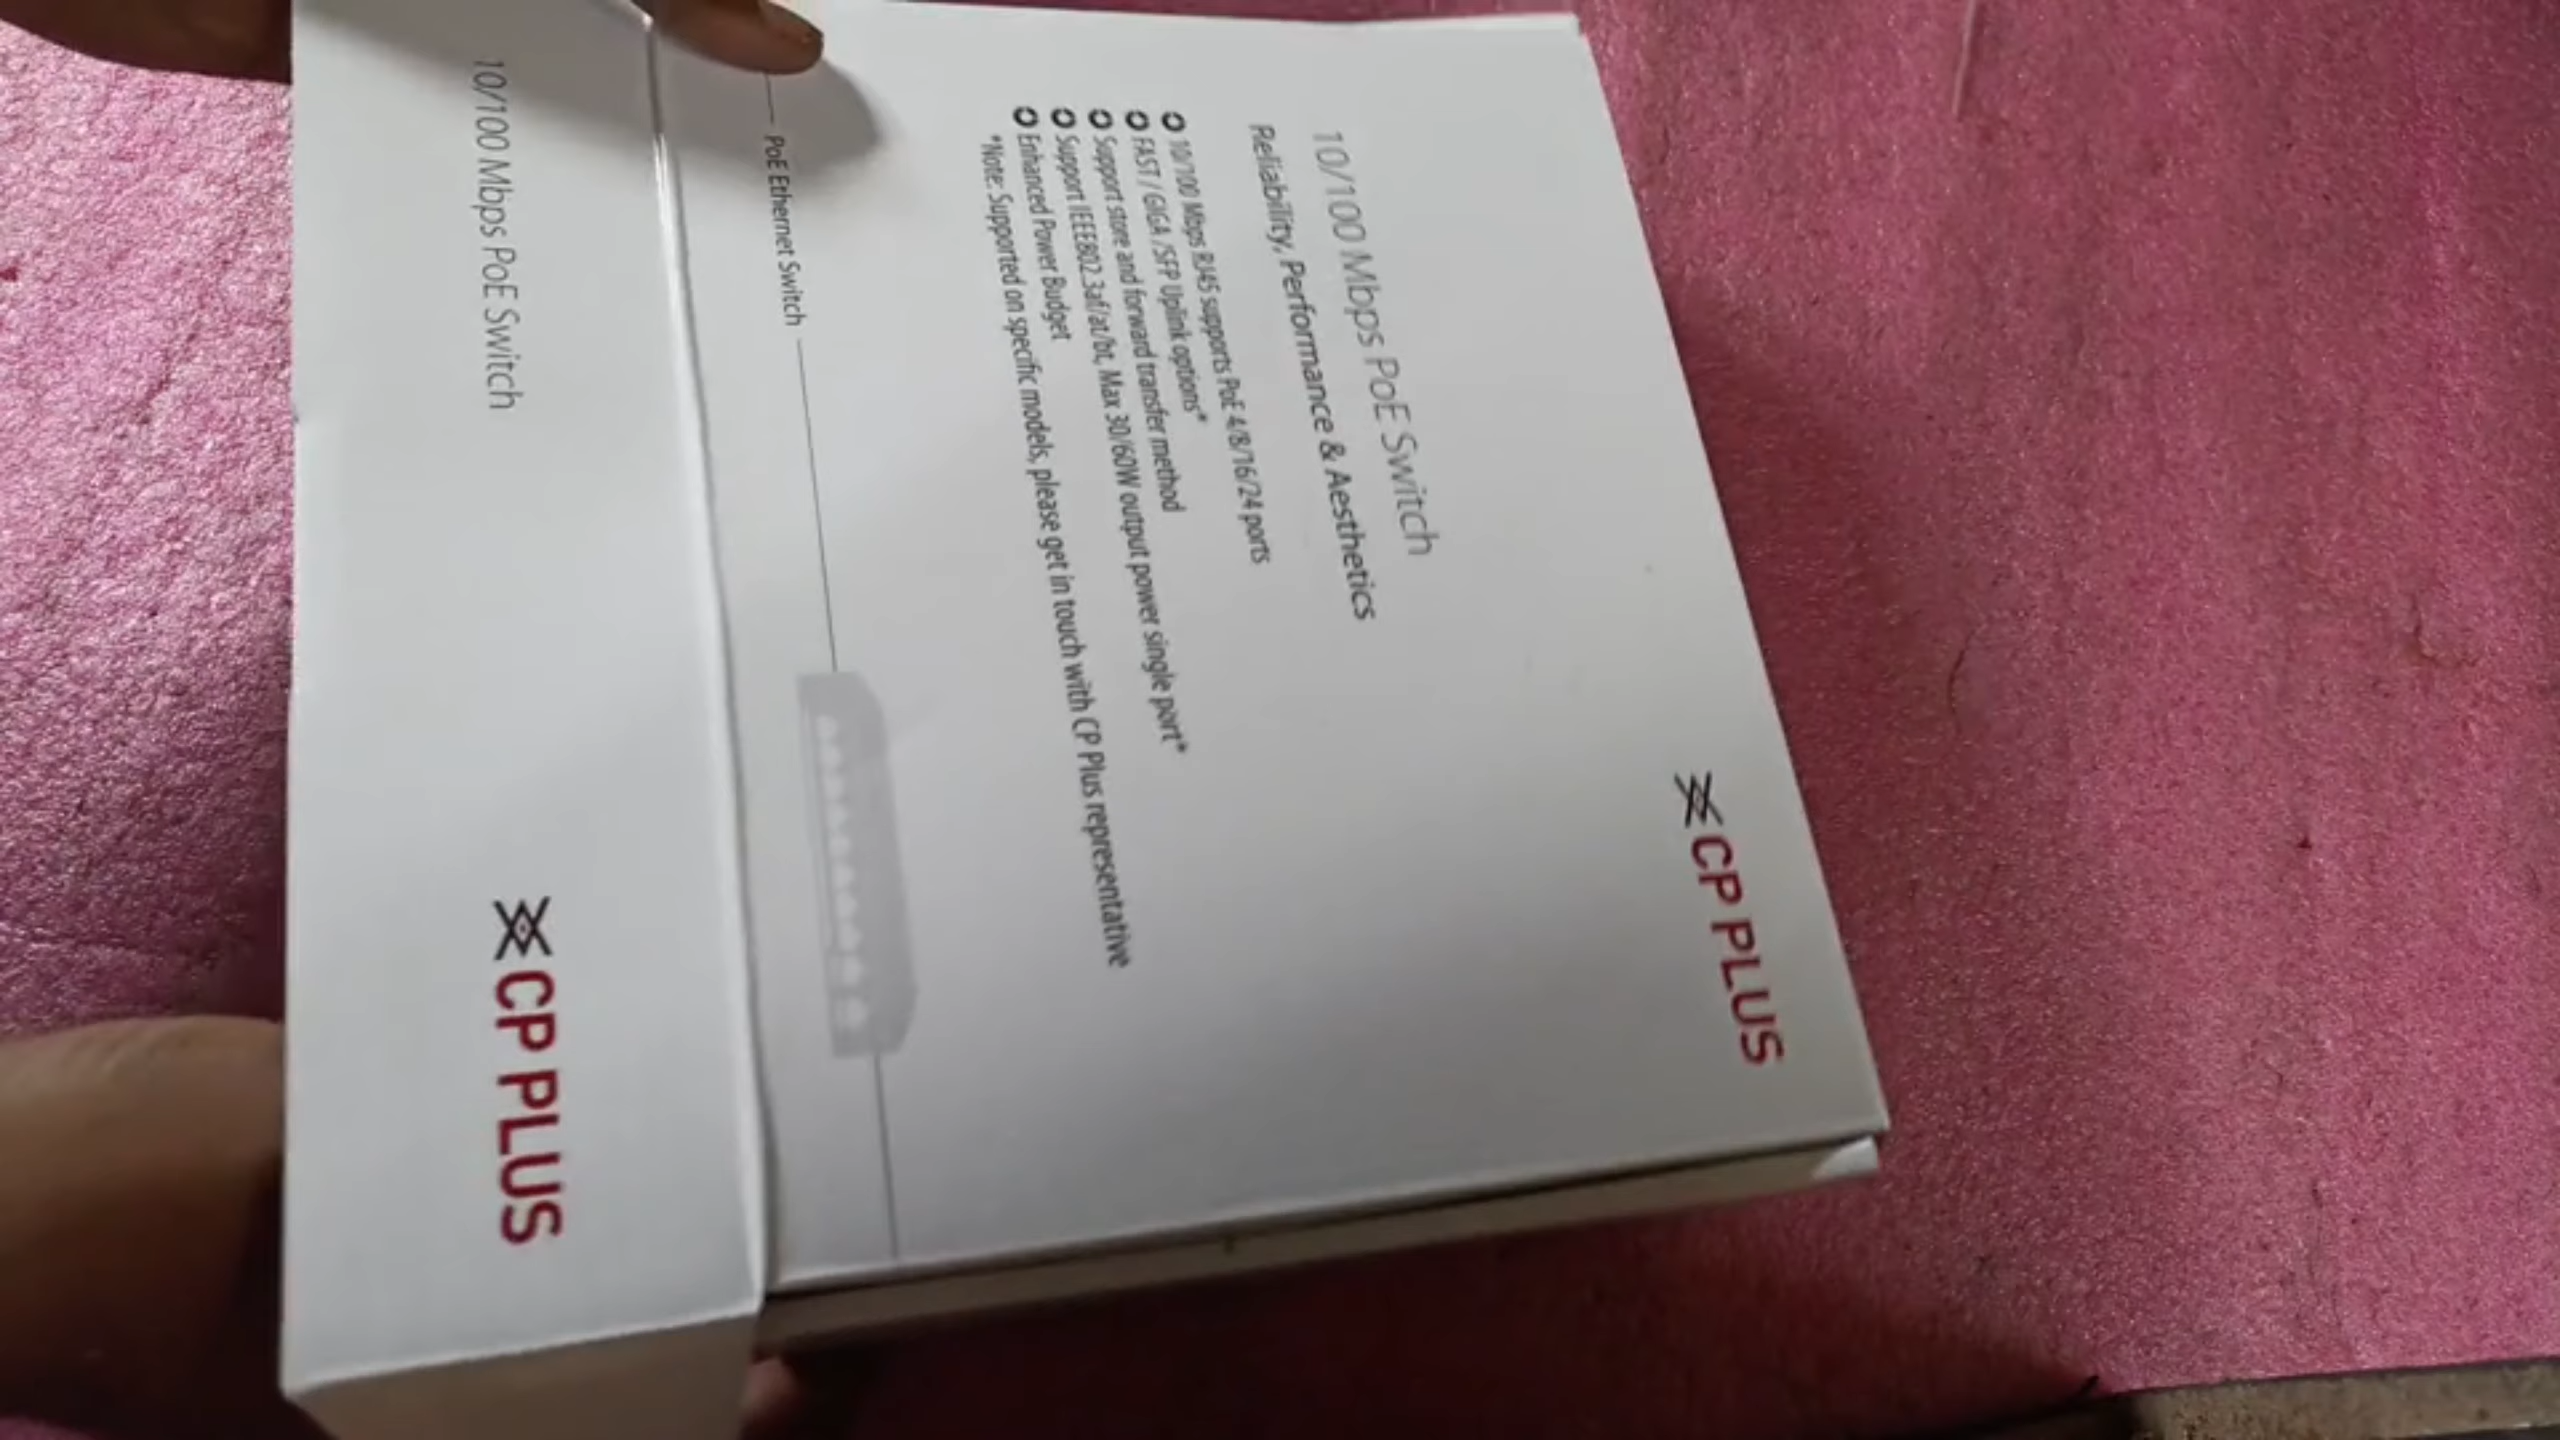 CP PLUS
10/100 Mbps PoE Switch
Reliability, Performance & Aesthetics
10/100 Mbps RJ45 supports PoE 4/8/16/24 ports
FAST / GIGA /SFP Uplink options*
Support store and forward transfer method
Support IEEE802.3af/at/bt, Max 30/60W output power single port*
Enhanced Power Budget
*Note: Supported on specific models, please get in touch with CP Plus representative
PoE Ethernet Switch
10/100 Mbps PoE Switch
CP PLUS